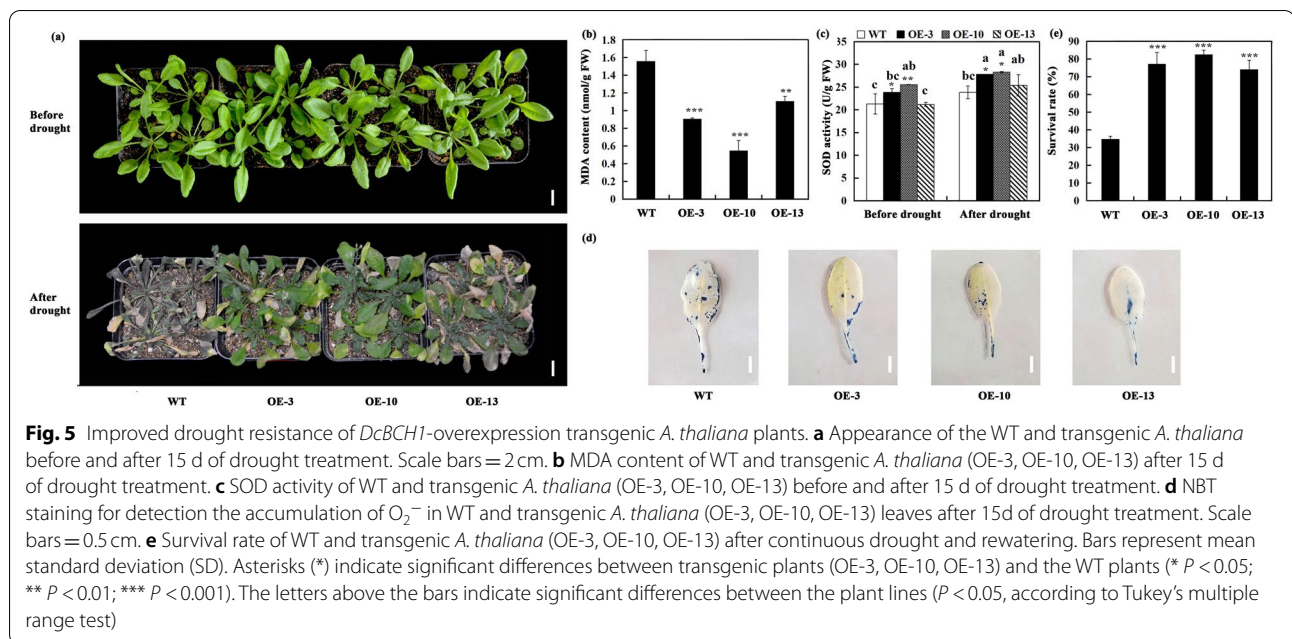 (a)
Before
drought
After
drought
WT OE-3 OE-10 OE-13
(b)
MDA content (nmol/g FW)
1.8
1.6
1.4
1.2
1
0.8
0.6
0.4
0.2
0
***
***
**
WT OE-3 OE-10 OE-13
(c)
WT OE-3 OE-10 OE-13
SOD activity (U/g FW)
35
30
25
20
15
10
5
0
c bc ab c bc a a ab
* ** * *
Before drought After drought
(e)
Survival rate (%)
90
80
70
60
50
40
30
20
10
0
*** *** ***
WT OE-3 OE-10 OE-13
(d)
WT OE-3 OE-10 OE-13
Fig. 5 Improved drought resistance of DcBCH1-overexpression transgenic A. thaliana plants. a Appearance of the WT and transgenic A. thaliana
before and after 15 d of drought treatment. Scale bars = 2 cm. b MDA content of WT and transgenic A. thaliana (OE-3, OE-10, OE-13) after 15 d
of drought treatment. c SOD activity of WT and transgenic A. thaliana (OE-3, OE-10, OE-13) before and after 15 d of drought treatment. d NBT
staining for detection the accumulation of O₂⁻ in WT and transgenic A. thaliana (OE-3, OE-10, OE-13) leaves after 15d of drought treatment. Scale
bars = 0.5 cm. e Survival rate of WT and transgenic A. thaliana (OE-3, OE-10, OE-13) after continuous drought and rewatering. Bars represent mean
standard deviation (SD). Asterisks (*) indicate significant differences between transgenic plants (OE-3, OE-10, OE-13) and the WT plants (* P < 0.05;
** P < 0.01; *** P < 0.001). The letters above the bars indicate significant differences between the plant lines (P < 0.05, according to Tukey's multiple
range test)